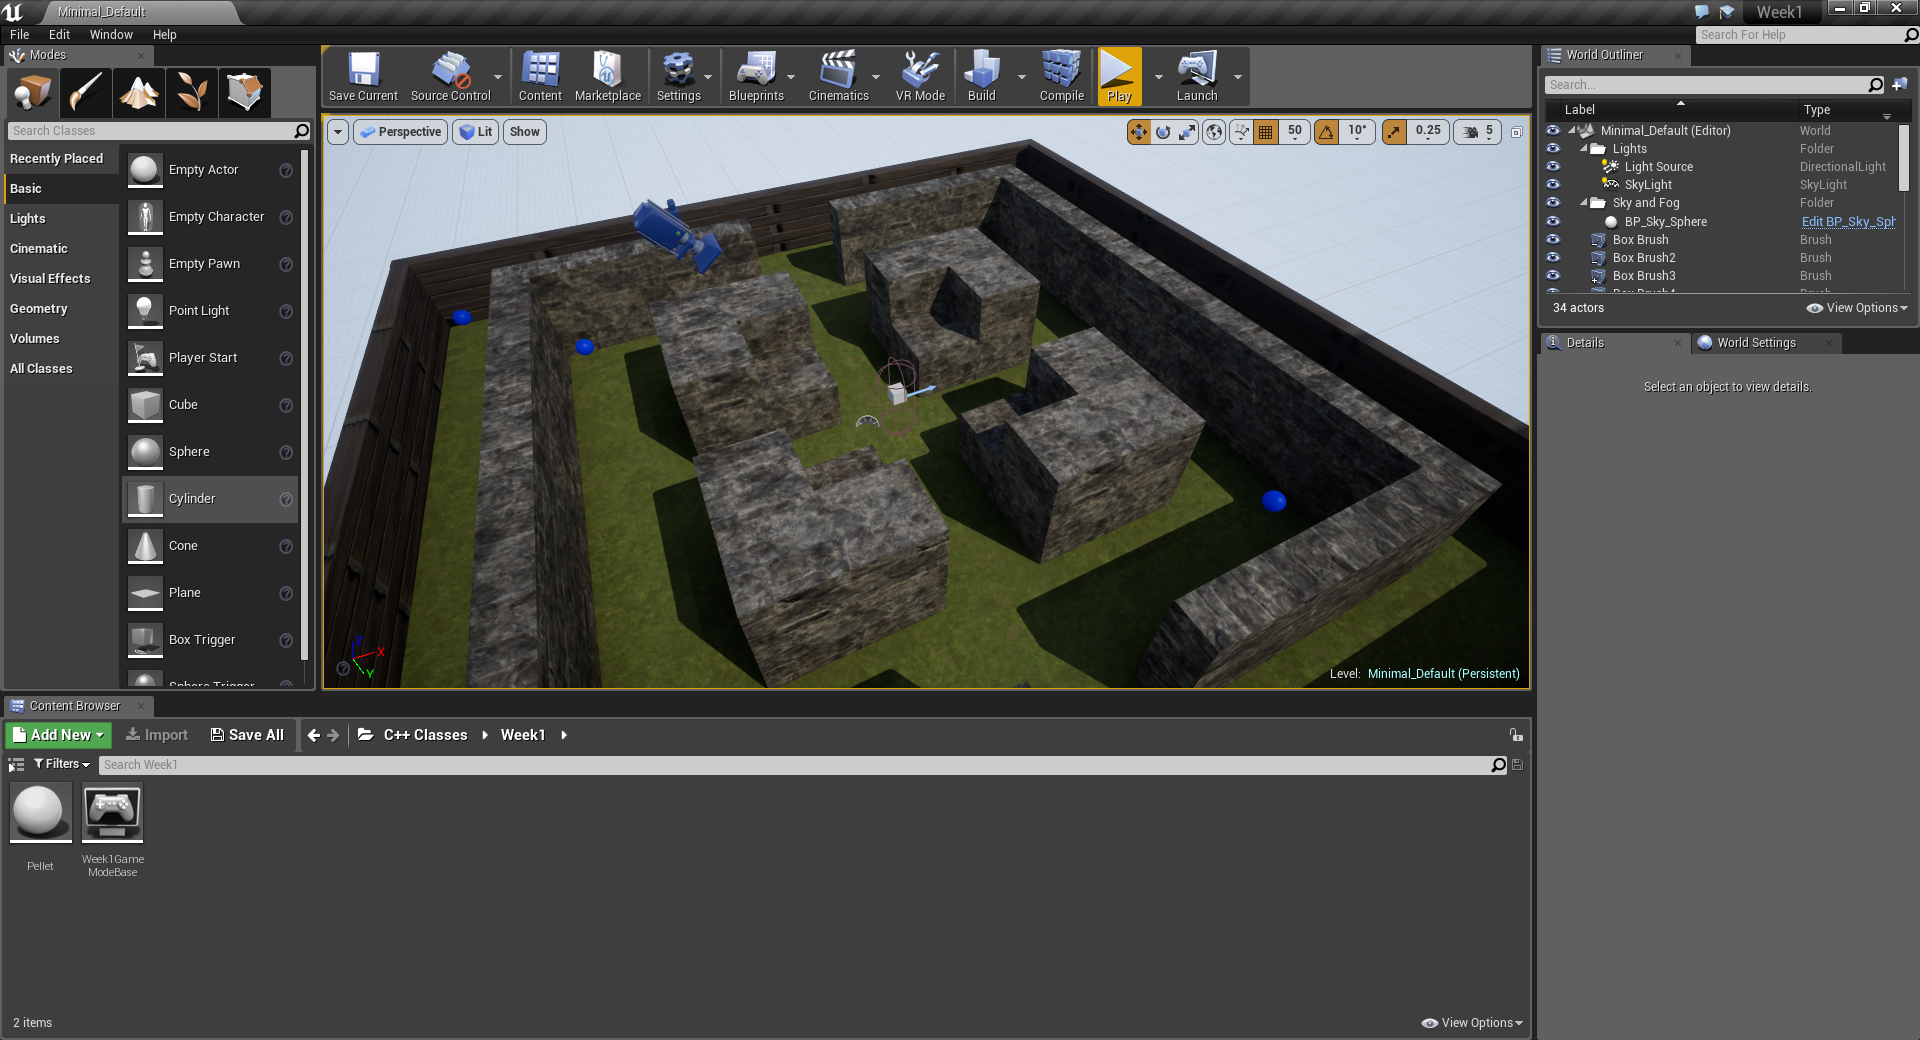 Minimal_Default
Week1
File Edit Window Help
Search For Help
Modes
Search Classes
Recently Placed
Basic
Lights
Cinematic
Visual Effects
Geometry
Volumes
All Classes
Empty Actor
Empty Character
Empty Pawn
Point Light
Player Start
Cube
Sphere
Cylinder
Cone
Plane
Box Trigger
Sphere Trigger
Save Current
Source Control
Content
Marketplace
Settings
Blueprints
Cinematics
VR Mode
Build
Compile
Play
Launch
Perspective
Lit
Show
50
10°
0.25
5
X
Y
Z
Level: Minimal_Default (Persistent)
World Outliner
Search...
Label Type
Minimal_Default (Editor) World
Lights Folder
Light Source DirectionalLight
SkyLight SkyLight
Sky and Fog Folder
BP_Sky_Sphere Edit BP_Sky_Sph
Box Brush Brush
Box Brush2 Brush
Box Brush3 Brush
34 actors
View Options
Details
World Settings
Select an object to view details.
Content Browser
Add New
Import
Save All
C++ Classes
Week1
Filters
Search Week1
Pellet
Week1Game
ModeBase
2 items
View Options